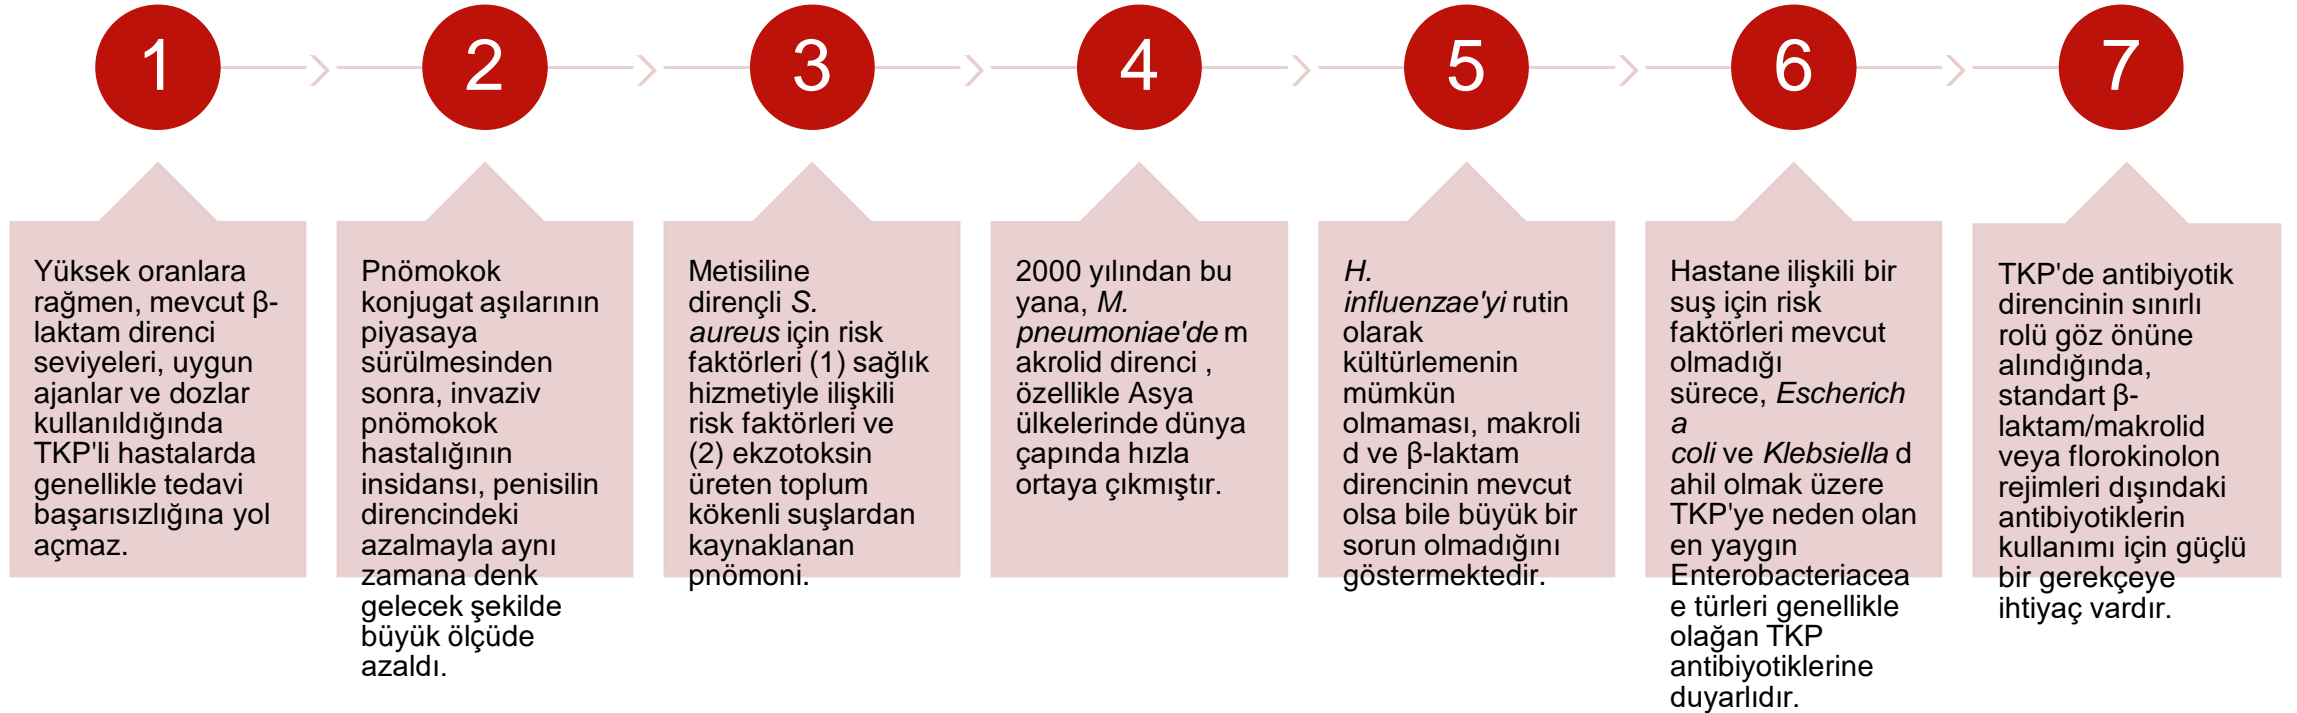 1
2
3
4
5
6
7
Yüksek oranlara
rağmen, mevcut β-
laktam direnci
seviyeleri, uygun
ajanlar ve dozlar
kullanıldığında
TKP'li hastalarda
genellikle tedavi
başarısızlığına yol
açmaz.
Pnömokok
konjugat aşılarının
piyasaya
sürülmesinden
sonra, invaziv
pnömokok
hastalığının
insidansı, penisilin
direncindeki
azalmayla aynı
zamana denk
gelecek şekilde
büyük ölçüde
azaldı.
Metisiline
dirençli S.
aureus için risk
faktörleri (1) sağlık
hizmetiyle ilişkili
risk faktörleri ve
(2) ekzotoksin
üreten toplum
kökenli suşlardan
kaynaklanan
pnömoni.
2000 yılından bu
yana, M.
pneumoniae'de m
akrolid direnci ,
özellikle Asya
ülkelerinde dünya
çapında hızla
ortaya çıkmıştır.
H.
influenzae'yi rutin
olarak
kültürlemenin
mümkün
olmaması, makroli
d ve β-laktam
direncinin mevcut
olsa bile büyük bir
sorun olmadığını
göstermektedir.
Hastane ilişkili bir
suş için risk
faktörleri mevcut
olmadığı
sürece, Escherich
a
coli ve Klebsiella d
ahil olmak üzere
TKP'ye neden olan
en yaygın
Enterobacteriacea
e türleri genellikle
olağan TKP
antibiyotiklerine
duyarlıdır.
TKP'de antibiyotik
direncinin sınırlı
rolü göz önüne
alındığında,
standart β-
laktam/makrolid
veya florokinolon
rejimleri dışındaki
antibiyotiklerin
kullanımı için güçlü
bir gerekçeye
ihtiyaç vardır.